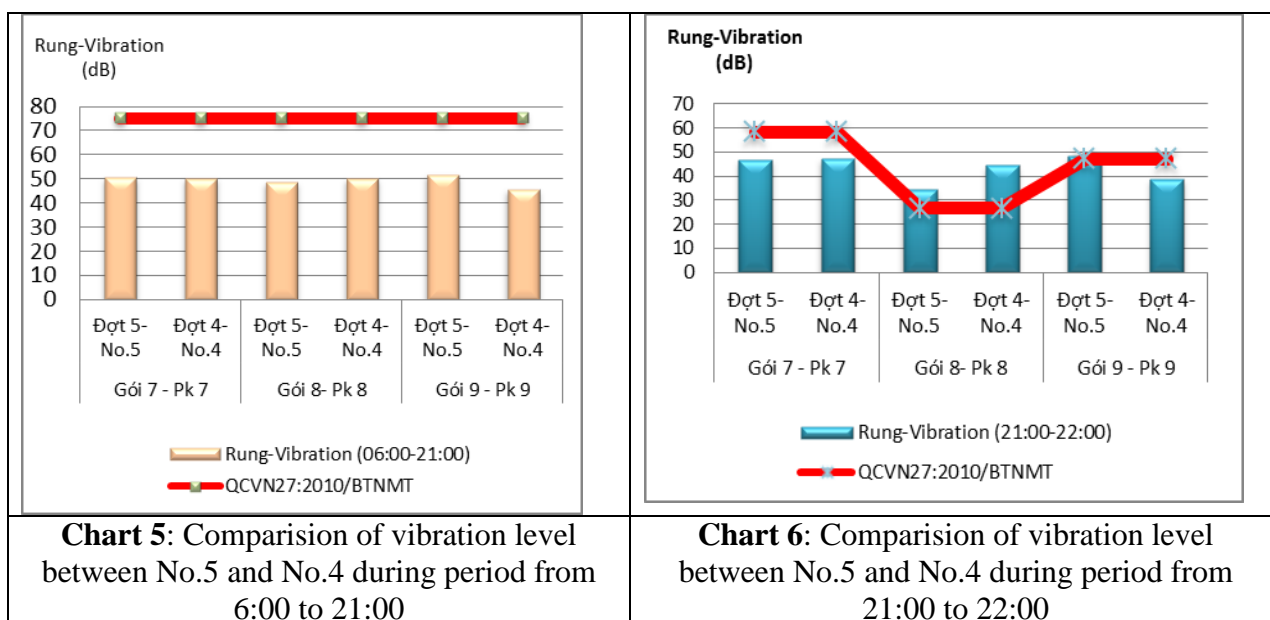 Rung-Vibration
(dB)
80
70
60
50
40
30
20
10
0
Đợt 5-
No.5
Đợt 4-
No.4
Đợt 5-
No.5
Đợt 4-
No.4
Đợt 5-
No.5
Đợt 4-
No.4
Gói 7 - Pk 7
Gói 8- Pk 8
Gói 9 - Pk 9
Rung-Vibration (06:00-21:00)
QCVN27:2010/BTNMT
Chart 5: Comparision of vibration level
between No.5 and No.4 during period from
6:00 to 21:00
Rung-Vibration
(dB)
70
60
50
40
30
20
10
0
Đợt 5-
No.5
Đợt 4-
No.4
Đợt 5-
No.5
Đợt 4-
No.4
Đợt 5-
No.5
Đợt 4-
No.4
Gói 7 - Pk 7
Gói 8- Pk 8
Gói 9 - Pk 9
Rung-Vibration (21:00-22:00)
QCVN27:2010/BTNMT
Chart 6: Comparision of vibration level
between No.5 and No.4 during period from
21:00 to 22:00